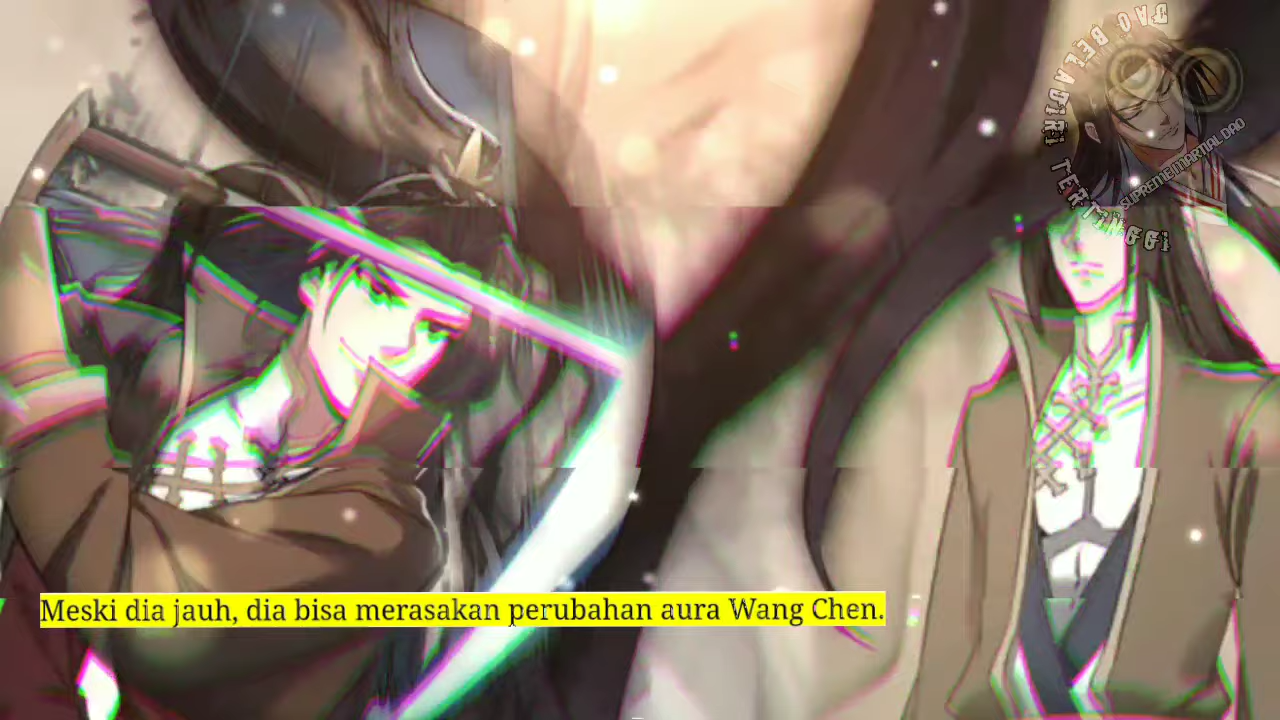 DAO BELADIRI TERTINGGI
SUPREME MARTIAL DAO
Meski dia jauh, dia bisa merasakan perubahan aura Wang Chen.